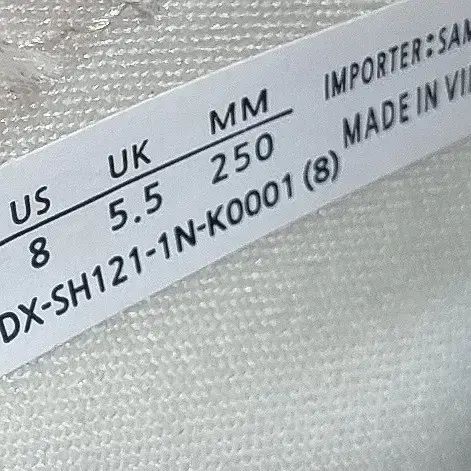 US UK MM
8 5.5 250
DX-SH121-1N-K0001 (8)
IMPORTER:
MADE IN